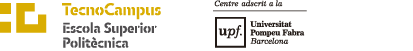 TecnoCampus
Escola Superior
Politècnica
Centre adscrit a la
upf.
Universitat
Pompeu Fabra
Barcelona